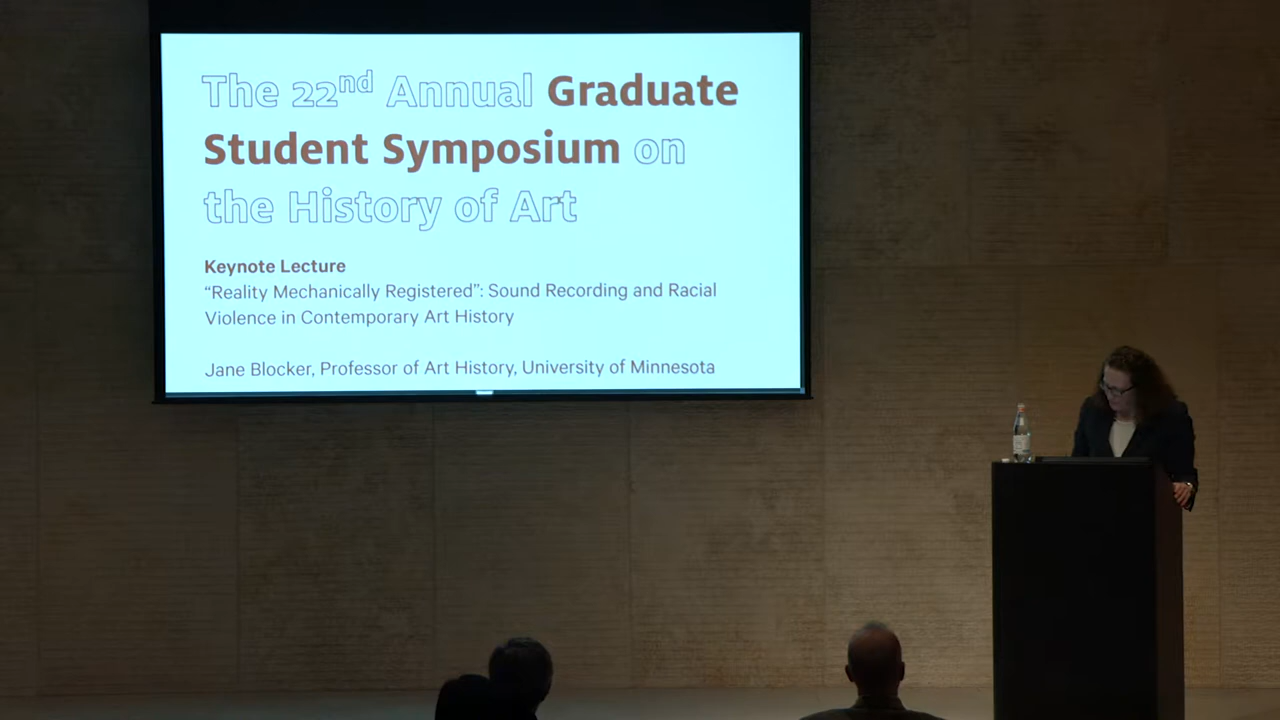 The 22nd Annual Graduate
Student Symposium on
the History of Art
Keynote Lecture
“Reality Mechanically Registered”: Sound Recording and Racial
Violence in Contemporary Art History
Jane Blocker, Professor of Art History, University of Minnesota